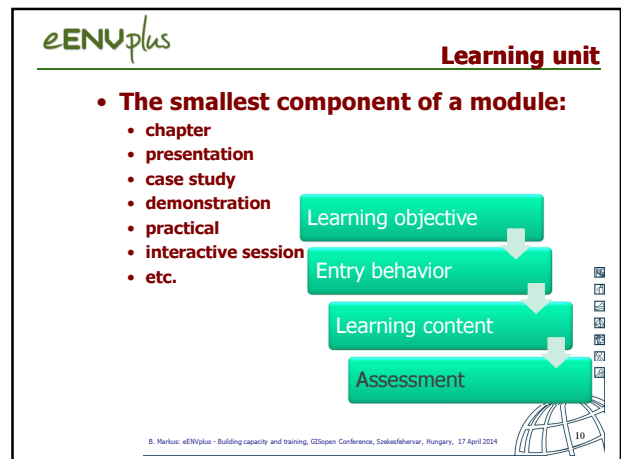 eENVplus
Learning unit
• The smallest component of a module:
• chapter
• presentation
• case study
• demonstration
• practical
• interactive session
• etc.
Learning objective
Entry behavior
Learning content
Assessment
B. Markus: eENVplus - Building capacity and training, GISopen Conference, Szekesfehervar, Hungary, 17 April 2014
10